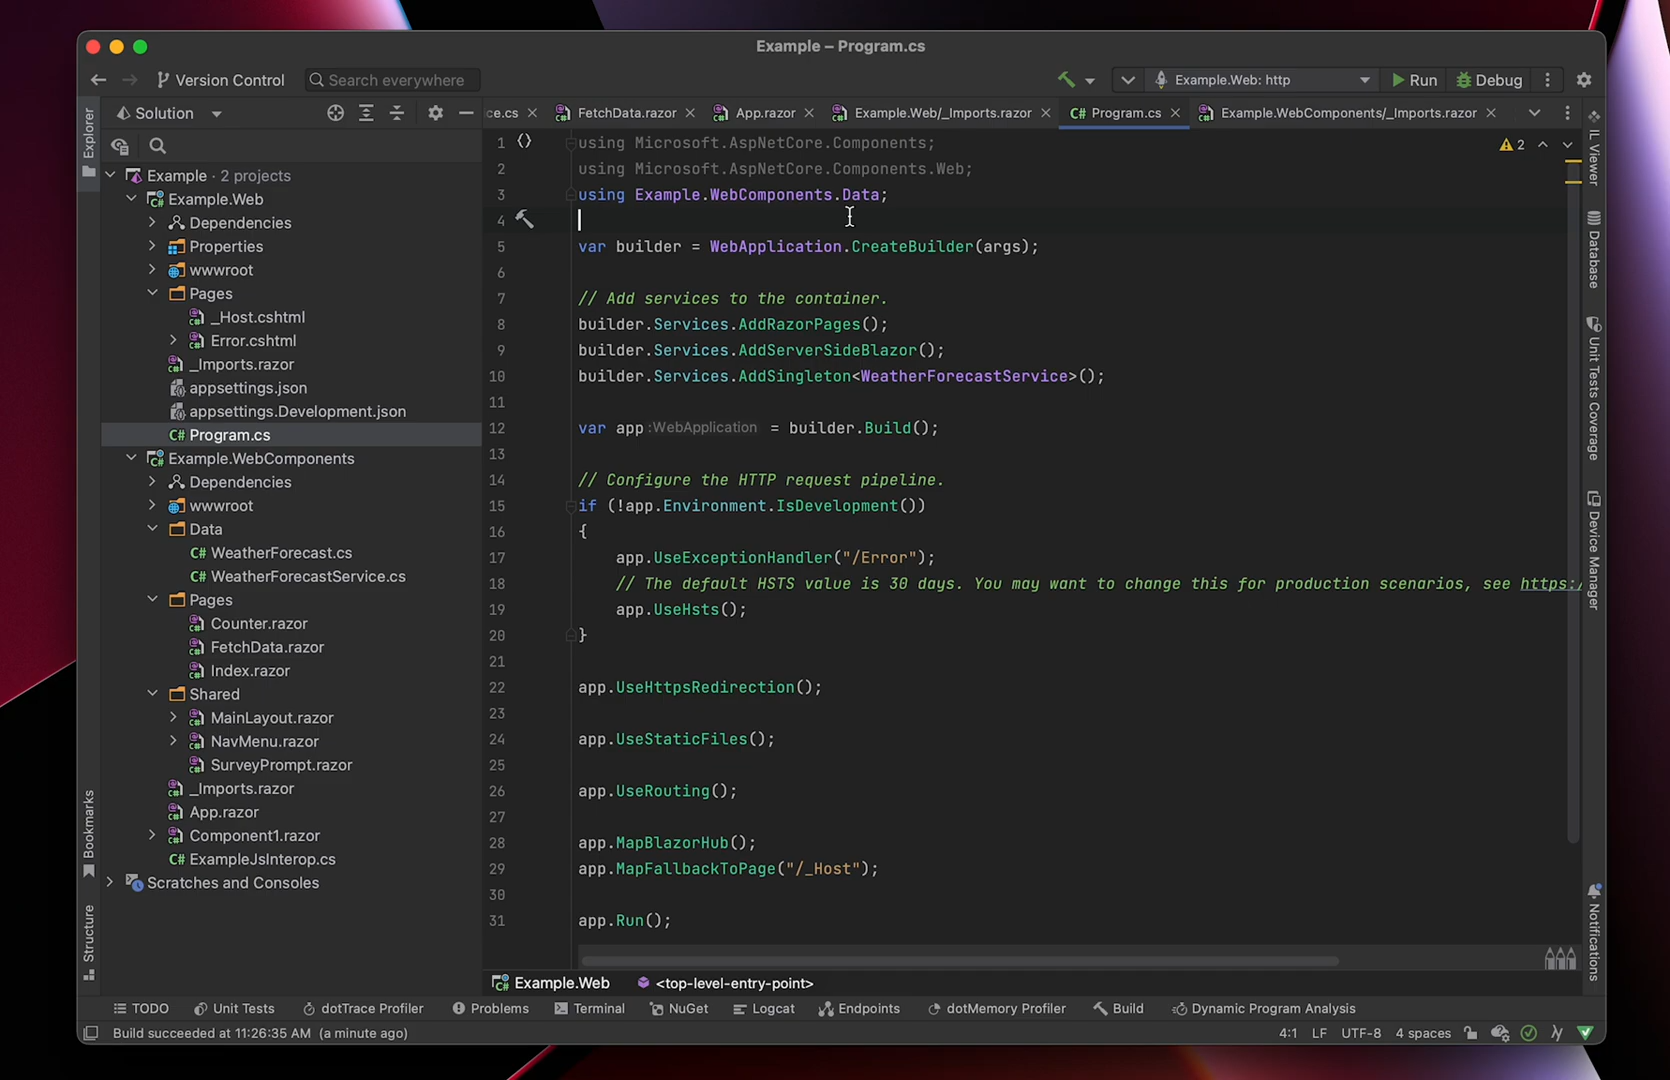 Example – Program.cs
Version Control
Search everywhere
Example.Web: http
Run
Debug
Explorer
Solution
ce.cs
FetchData.razor
App.razor
Example.Web/_Imports.razor
C# Program.cs
Example.WebComponents/_Imports.razor
Example · 2 projects
Example.Web
Dependencies
Properties
wwwroot
Pages
_Host.cshtml
Error.cshtml
_Imports.razor
appsettings.json
appsettings.Development.json
C# Program.cs
Example.WebComponents
Dependencies
wwwroot
Data
C# WeatherForecast.cs
C# WeatherForecastService.cs
Pages
Counter.razor
FetchData.razor
Index.razor
Shared
MainLayout.razor
NavMenu.razor
SurveyPrompt.razor
_Imports.razor
App.razor
Component1.razor
C# ExampleJsInterop.cs
Scratches and Consoles
Bookmarks
Structure
1 using Microsoft.AspNetCore.Components;
2 using Microsoft.AspNetCore.Components.Web;
3 using Example.WebComponents.Data;
4
5 var builder = WebApplication.CreateBuilder(args);
6
7 // Add services to the container.
8 builder.Services.AddRazorPages();
9 builder.Services.AddServerSideBlazor();
10 builder.Services.AddSingleton<WeatherForecastService>();
11
12 var app :WebApplication = builder.Build();
13
14 // Configure the HTTP request pipeline.
15 if (!app.Environment.IsDevelopment())
16 {
17 app.UseExceptionHandler("/Error");
18 // The default HSTS value is 30 days. You may want to change this for production scenarios, see https:/
19 app.UseHsts();
20 }
21
22 app.UseHttpsRedirection();
23
24 app.UseStaticFiles();
25
26 app.UseRouting();
27
28 app.MapBlazorHub();
29 app.MapFallbackToPage("/_Host");
30
31 app.Run();
2
IL Viewer
Database
Unit Tests Coverage
Device Manager
Notifications
Example.Web
<top-level-entry-point>
TODO
Unit Tests
dotTrace Profiler
Problems
Terminal
NuGet
Logcat
Endpoints
dotMemory Profiler
Build
Dynamic Program Analysis
Build succeeded at 11:26:35 AM (a minute ago)
4:1
LF
UTF-8
4 spaces